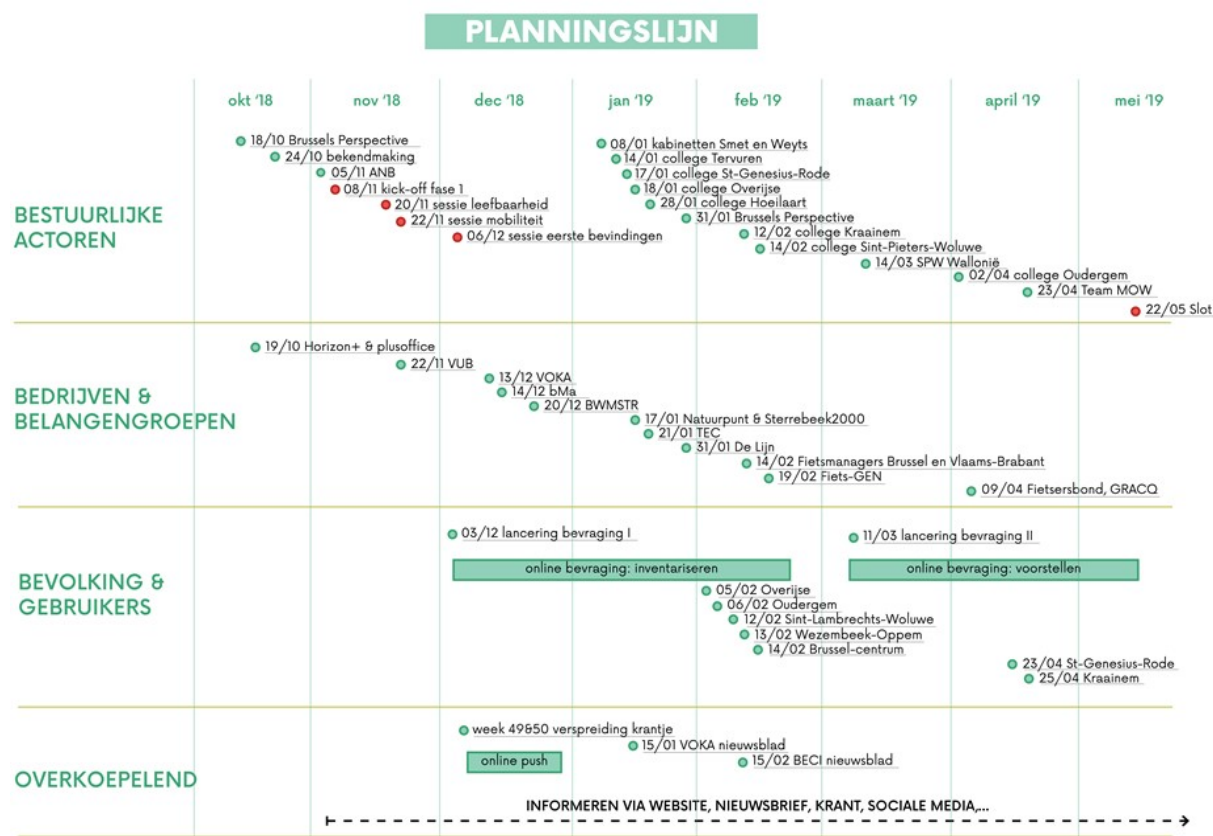 PLANNINGSLIJN
okt '18
nov '18
dec '18
jan '19
feb '19
maart '19
april '19
mei '19
BESTUURLIJKE
ACTOREN
18/10 Brussels Perspective
24/10 bekendmaking
05/11 ANB
08/11 kick-off fase 1
20/11 sessie leefbaarheid
22/11 sessie mobiliteit
06/12 sessie eerste bevindingen
08/01 kabinetten Smet en Weyts
14/01 college Tervuren
17/01 college St-Genesius-Rode
18/01 college Overijse
28/01 college Hoeilaart
31/01 Brussels Perspective
12/02 college Kraainem
14/02 college Sint-Pieters-Woluwe
14/03 SPW Wallonië
02/04 college Oudergem
23/04 Team MOW
22/05 Slot
BEDRIJVEN &
BELANGENGROEPEN
19/10 Horizon+ & plusoffice
22/11 VUB
13/12 VOKA
14/12 bMa
20/12 BWMSTR
17/01 Natuurpunt & Sterrebeek2000
21/01 TEC
31/01 De Lijn
14/02 Fietsmanagers Brussel en Vlaams-Brabant
19/02 Fiets-GEN
09/04 Fietsersbond, GRACQ
BEVOLKING &
GEBRUIKERS
03/12 lancering bevraging I
11/03 lancering bevraging II
online bevraging: inventariseren
online bevraging: voorstellen
05/02 Overijse
06/02 Oudergem
12/02 Sint-Lambrechts-Woluwe
13/02 Wezembeek-Oppem
14/02 Brussel-centrum
23/04 St-Genesius-Rode
25/04 Kraainem
OVERKOEPELEND
week 49&50 verspreiding krantje
15/01 VOKA nieuwsblad
online push
15/02 BECI nieuwsblad
INFORMEREN VIA WEBSITE, NIEUWSBRIEF, KRANT, SOCIALE MEDIA,...